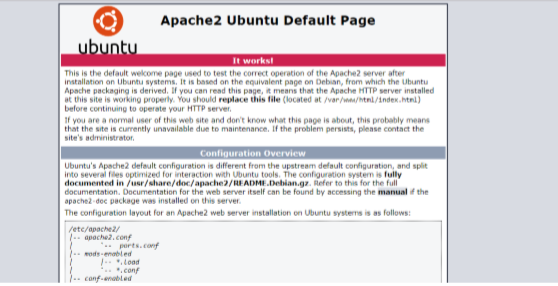 Apache2 Ubuntu Default Page
ubuntu
It works!
This is the default welcome page used to test the correct operation of the Apache2 server after
installation on Ubuntu systems. It is based on the equivalent page on Debian, from which the Ubuntu
Apache packaging is derived. If you can read this page, it means that the Apache HTTP server installed
at this site is working properly. You should replace this file (located at /var/www/html/index.html)
before continuing to operate your HTTP server.
If you are a normal user of this web site and don't know what this page is about, this probably means
that the site is currently unavailable due to maintenance. If the problem persists, please contact the
site's administrator.
Configuration Overview
Ubuntu's Apache2 default configuration is different from the upstream default configuration, and split
into several files optimized for interaction with Ubuntu tools. The configuration system is fully
documented in /usr/share/doc/apache2/README.Debian.gz. Refer to this for the full
documentation. Documentation for the web server itself can be found by accessing the manual if the
apache2-doc package was installed on this server.
The configuration layout for an Apache2 web server installation on Ubuntu systems is as follows:
/etc/apache2/
|-- apache2.conf
|       `-- ports.conf
|-- mods-enabled
|       |-- *.load
|       `-- *.conf
|-- conf-enabled